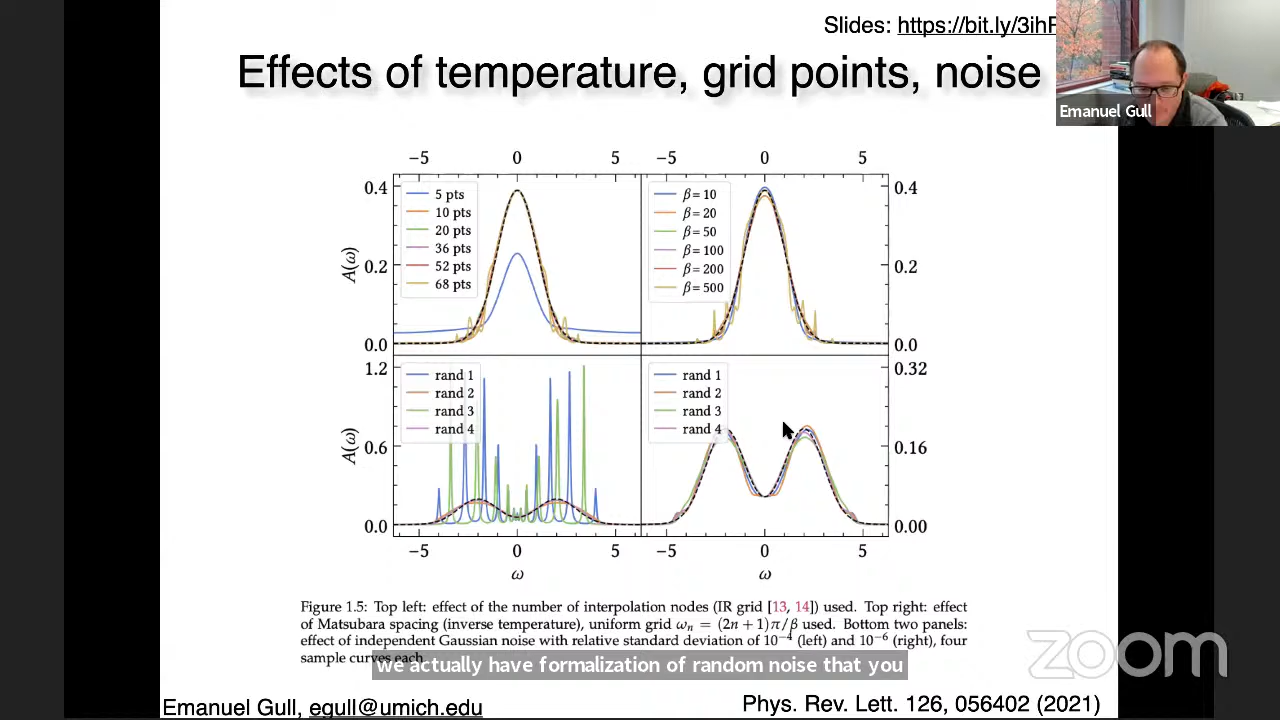 Slides: https://bit.ly/3ihF
Effects of temperature, grid points, noise
Emanuel Gull
−5 0 5 −5 0 5
0.4
0.2
0.0
A(ω)
5 pts
10 pts
20 pts
36 pts
52 pts
68 pts
β = 10
β = 20
β = 50
β = 100
β = 200
β = 500
0.4
0.2
0.0
1.2
0.6
0.0
A(ω)
rand 1
rand 2
rand 3
rand 4
rand 1
rand 2
rand 3
rand 4
0.32
0.16
0.00
−5 0 5 −5 0 5
ω ω
Figure 1.5: Top left: effect of the number of interpolation nodes (IR grid [13, 14]) used. Top right: effect
of Matsubara spacing (inverse temperature), uniform grid ωn = (2n + 1)π/β used. Bottom two panels:
effect of independent Gaussian noise with relative standard deviation of 10⁻⁴ (left) and 10⁻⁶ (right), four
sample curves each
we actually have formalization of random noise that you
zoom
Emanuel Gull, egull@umich.edu
Phys. Rev. Lett. 126, 056402 (2021)